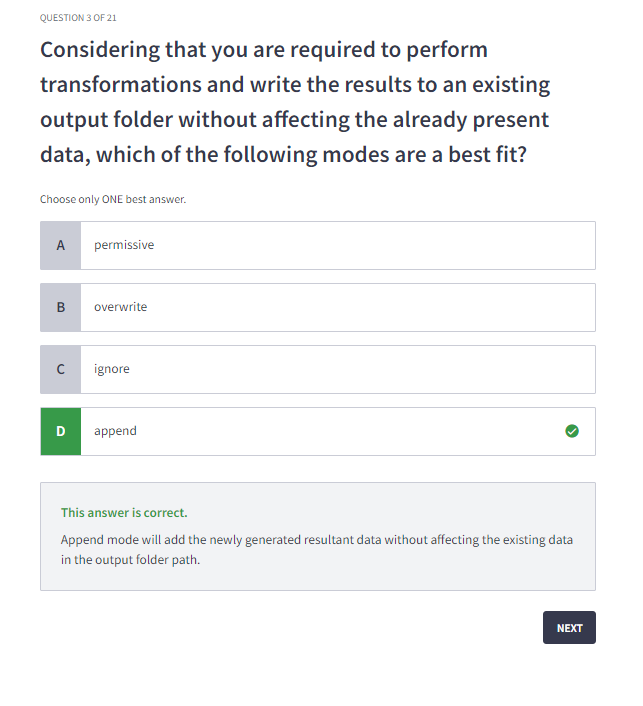 QUESTION 3 OF 21
Considering that you are required to perform
transformations and write the results to an existing
output folder without affecting the already present
data, which of the following modes are a best fit?
Choose only ONE best answer.
A permissive
B overwrite
C ignore
D append
This answer is correct.
Append mode will add the newly generated resultant data without affecting the existing data
in the output folder path.
NEXT